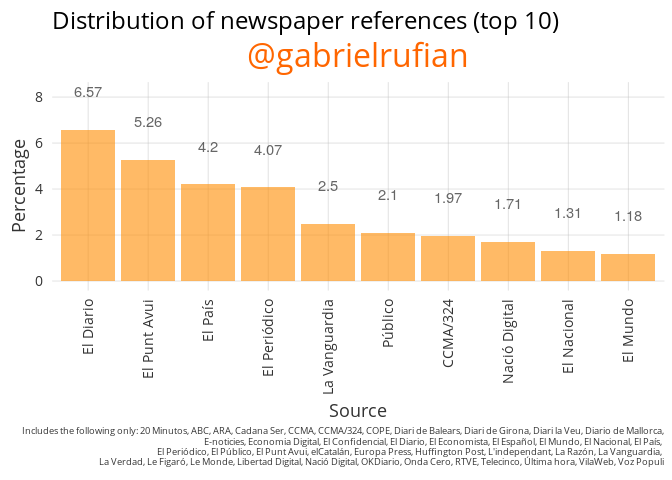 Distribution of newspaper references (top 10)
@gabrielrufian
Percentage
8
6
4
2
0
6.57
5.26
4.2
4.07
2.5
2.1
1.97
1.71
1.31
1.18
El Diario
El Punt Avui
El País
El Periódico
La Vanguardia
Público
CCMA/324
Nació Digital
El Nacional
El Mundo
Source
Includes the following only: 20 Minutos, ABC, ARA, Cadana Ser, CCMA, CCMA/324, COPE, Diari de Balears, Diari de Girona, Diari la Veu, Diario de Mallorca,
E-noticies, Economia Digital, El Confidencial, El Diario, El Economista, El Español, El Mundo, El Nacional, El País,
El Periódico, El Público, El Punt Avui, elCatalán, Europa Press, Huffington Post, L'independant, La Razón, La Vanguardia,
La Verdad, Le Figaró, Le Monde, Libertad Digital, Nació Digital, OKDiario, Onda Cero, RTVE, Telecinco, Última hora, VilaWeb, Voz Populi